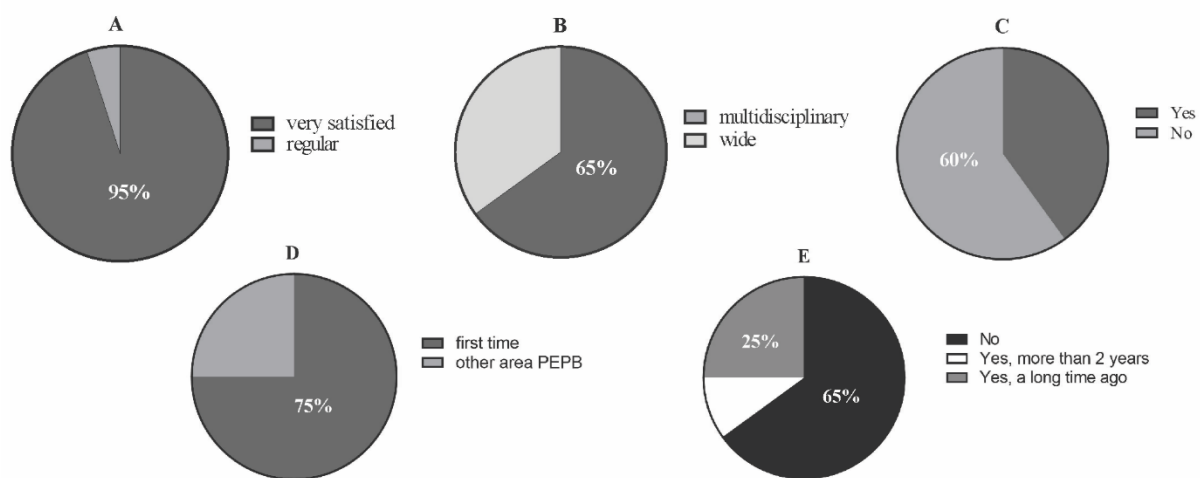 A
very satisfied
regular
95%
B
multidisciplinary
wide
65%
C
Yes
No
60%
D
first time
other area PEPB
75%
E
No
Yes, more than 2 years
Yes, a long time ago
25%
65%